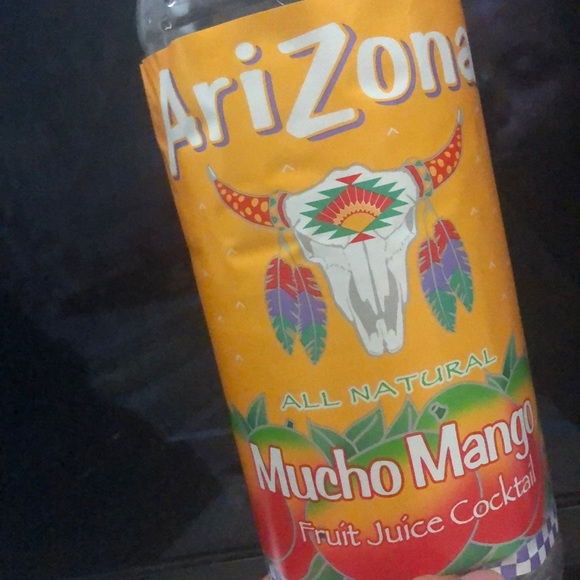 AriZona
ALL NATURAL
Mucho Mango
Fruit Juice Cocktail